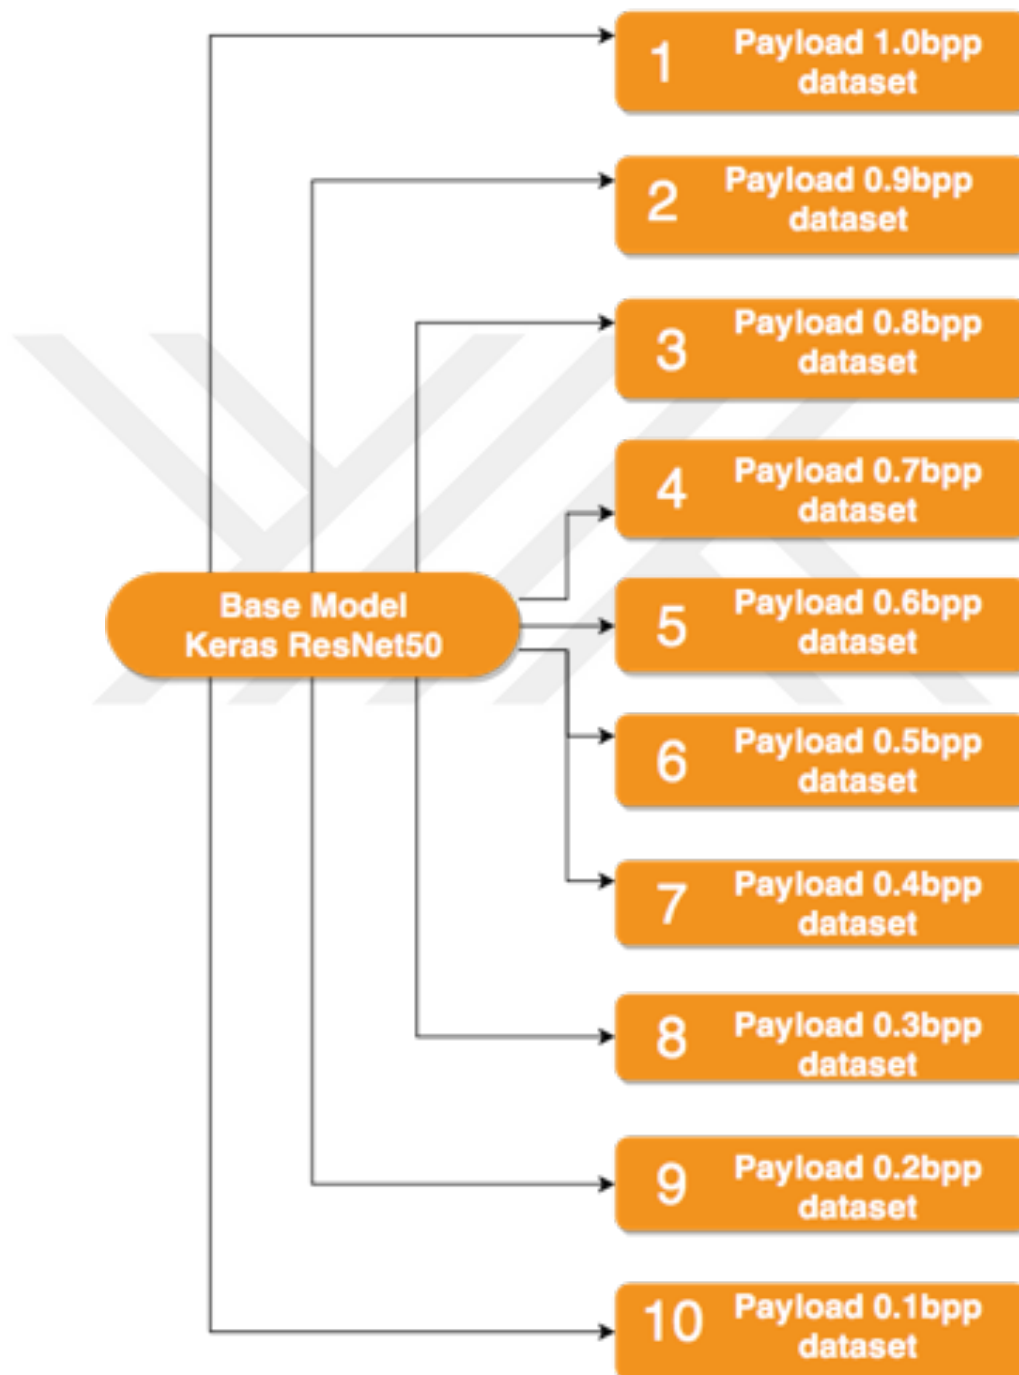 1
Payload 1.0bpp
dataset
2
Payload 0.9bpp
dataset
3
Payload 0.8bpp
dataset
4
Payload 0.7bpp
dataset
Base Model
Keras ResNet50
5
Payload 0.6bpp
dataset
6
Payload 0.5bpp
dataset
7
Payload 0.4bpp
dataset
8
Payload 0.3bpp
dataset
9
Payload 0.2bpp
dataset
10
Payload 0.1bpp
dataset